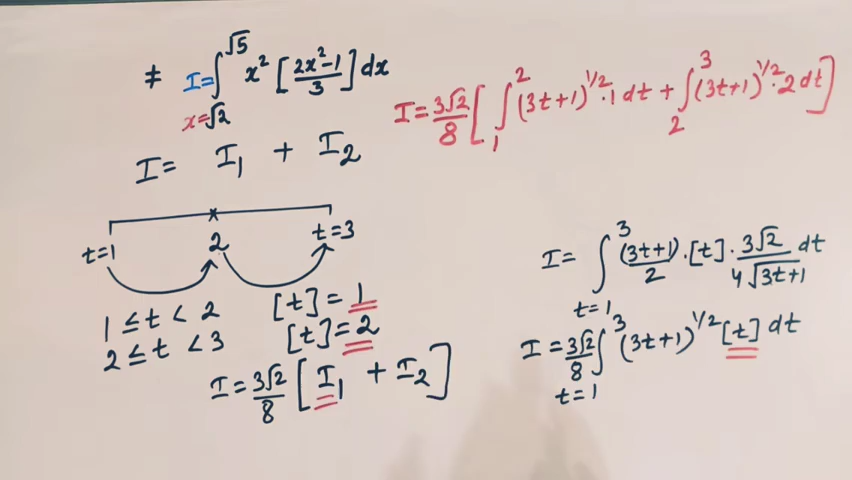 ≠ I = ∫_{x=√2}^{√5} x² [(2x²-1)/3] dx
I = I₁ + I₂
t=1 2 t=3
1 ≤ t < 2 [t] = 1
2 ≤ t < 3 [t] = 2
I = 3√2/8 [I₁ + I₂]
I = 3√2/8 [∫_1^2 (3t+1)^{1/2} · 1 dt + ∫_2^3 (3t+1)^{1/2} · 2 dt]
I = ∫_{t=1}^{3} (3t+1)/2 · [t] · 3√2/(4√(3t+1)) dt
I = 3√2/8 ∫_{t=1}^{3} (3t+1)^{1/2} [t] dt